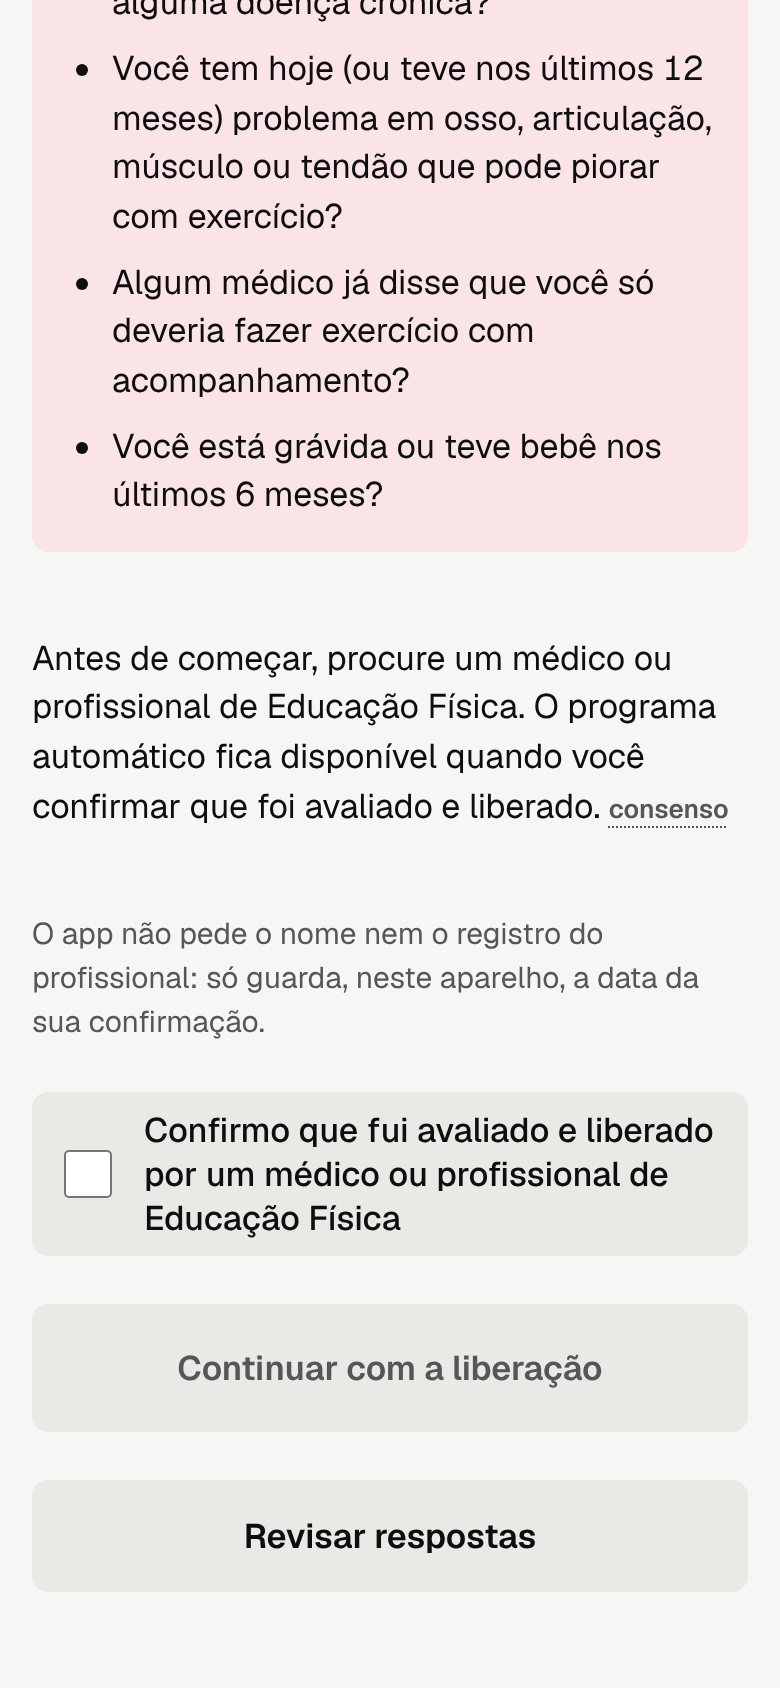 alguma doença crônica?
Você tem hoje (ou teve nos últimos 12
meses) problema em osso, articulação,
músculo ou tendão que pode piorar
com exercício?
Algum médico já disse que você só
deveria fazer exercício com
acompanhamento?
Você está grávida ou teve bebê nos
últimos 6 meses?
Antes de começar, procure um médico ou
profissional de Educação Física. O programa
automático fica disponível quando você
confirmar que foi avaliado e liberado. consenso
O app não pede o nome nem o registro do
profissional: só guarda, neste aparelho, a data da
sua confirmação.
Confirmo que fui avaliado e liberado
por um médico ou profissional de
Educação Física
Continuar com a liberação
Revisar respostas